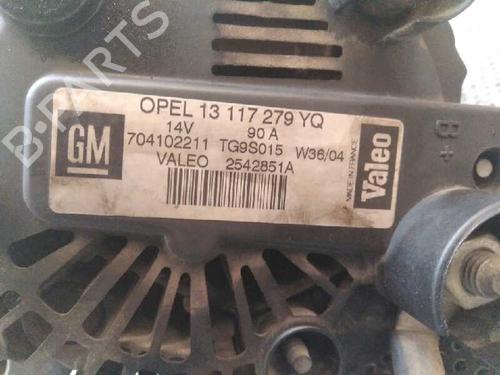 B-PARTS
OPEL 13 117 279 YQ
14V 90 A
704102211 TG9S015 W36/04
VALEO 2542851A
GM
MADE IN FRANCE
Valeo
B+